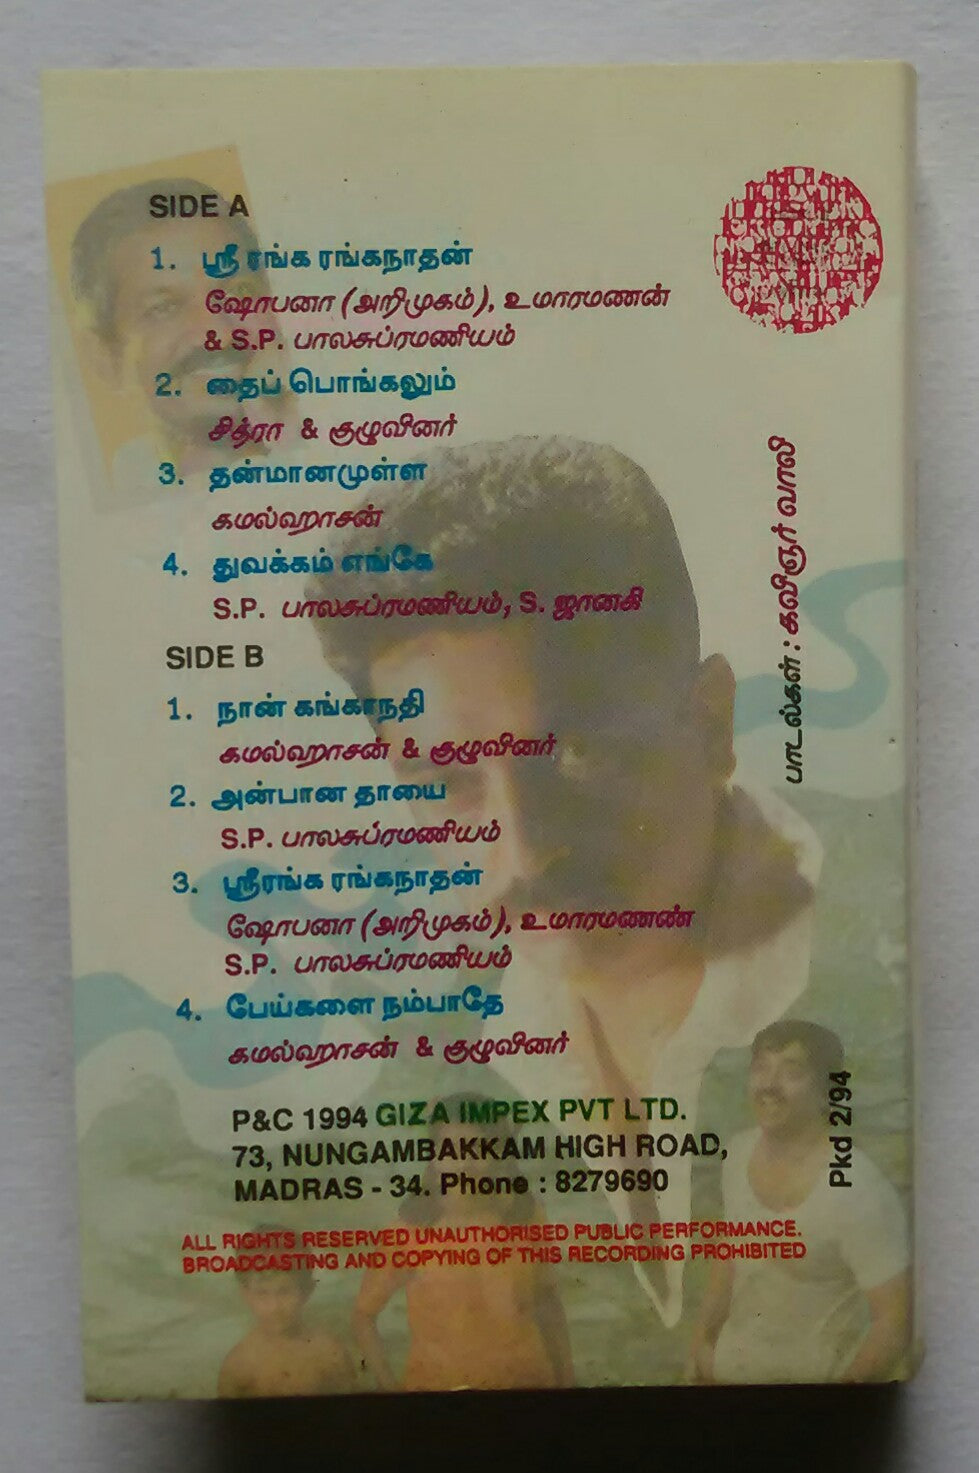 SIDE A
1. ஸ்ரீ ரங்க ரங்கநாதன்
ஷோபனா (அறிமுகம்), உமாரமணன்
& S.P. பாலசுப்ரமணியம்
2. தைப் பொங்கலும்
சித்ரா & குழுவினர்
3. தன்மானமுள்ள
கமல்ஹாசன்
4. துவக்கம் எங்கே
S.P. பாலசுப்ரமணியம், S. ஜானகி
SIDE B
1. நான் கங்காநதி
கமல்ஹாசன் & குழுவினர்
2. அன்பான தாயை
S.P. பாலசுப்ரமணியம்
3. ஸ்ரீரங்க ரங்கநாதன்
ஷோபனா (அறிமுகம்), உமாரமணண்
S.P. பாலசுப்ரமணியம்
4. பேய்களை நம்பாதே
கமல்ஹாசன் & குழுவினர்
P&C 1994 GIZA IMPEX PVT LTD.
73, NUNGAMBAKKAM HIGH ROAD,
MADRAS - 34. Phone : 8279690
ALL RIGHTS RESERVED UNAUTHORISED PUBLIC PERFORMANCE.
BROADCASTING AND COPYING OF THIS RECORDING PROHIBITED
பாடல்கள் : கவிஞர் வாலி
Pkd 2/94